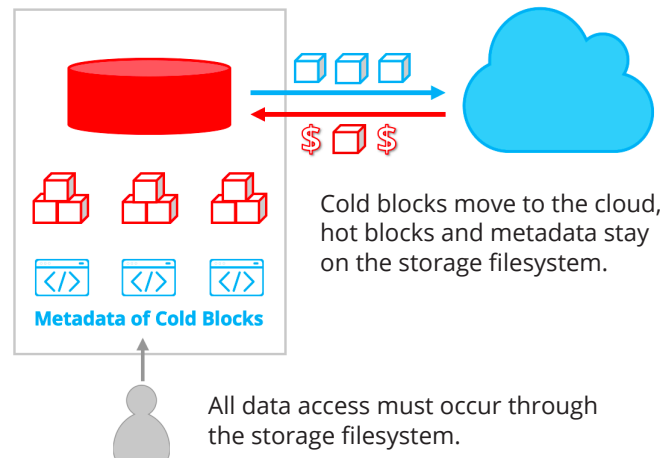 $ $
Cold blocks move to the cloud,
hot blocks and metadata stay
on the storage filesystem.
</> </> </>
Metadata of Cold Blocks
All data access must occur through
the storage filesystem.